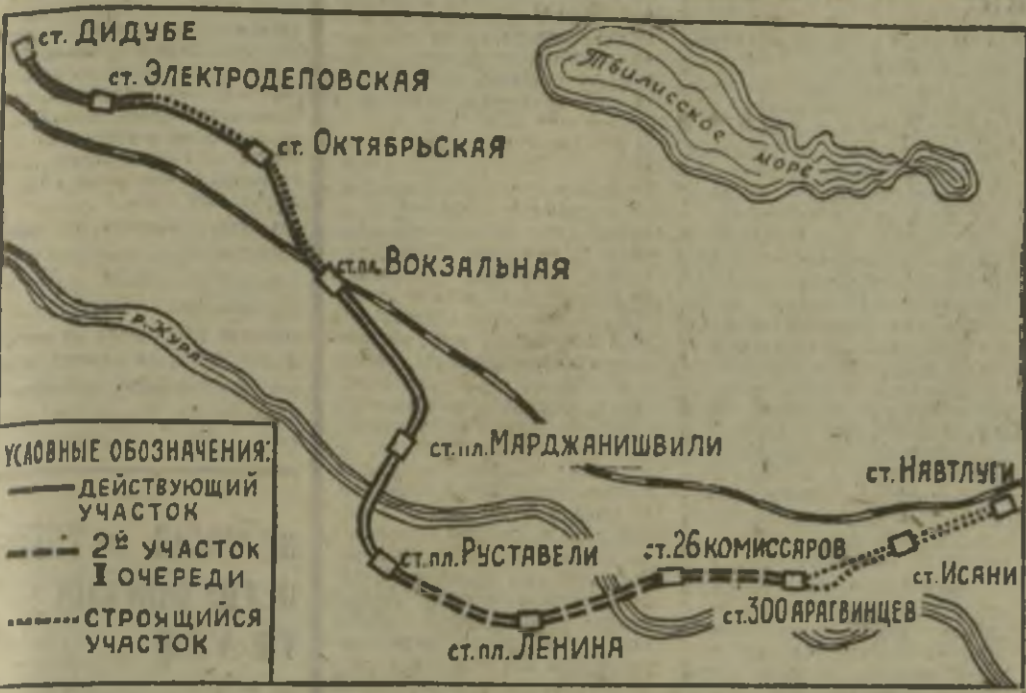 ст. ДИДУБЕ
ст. ЭЛЕКТРОДЕПОВСКАЯ
ст. ОКТЯБРЬСКАЯ
Тбилисское море
ст.пл. ВОКЗАЛЬНАЯ
р. Кура
ст.пл. МАРДЖАНИШВИЛИ
ст. НАВТЛУГИ
ст.пл. РУСТАВЕЛИ
ст. 26 КОМИССАРОВ
ст. ИСАНИ
ст. 300 АРАГВИНЦЕВ
ст.пл. ЛЕНИНА
УСЛОВНЫЕ ОБОЗНАЧЕНИЯ:
ДЕЙСТВУЮЩИЙ
УЧАСТОК
2й УЧАСТОК
I ОЧЕРЕДИ
СТРОЯЩИЙСЯ
УЧАСТОК